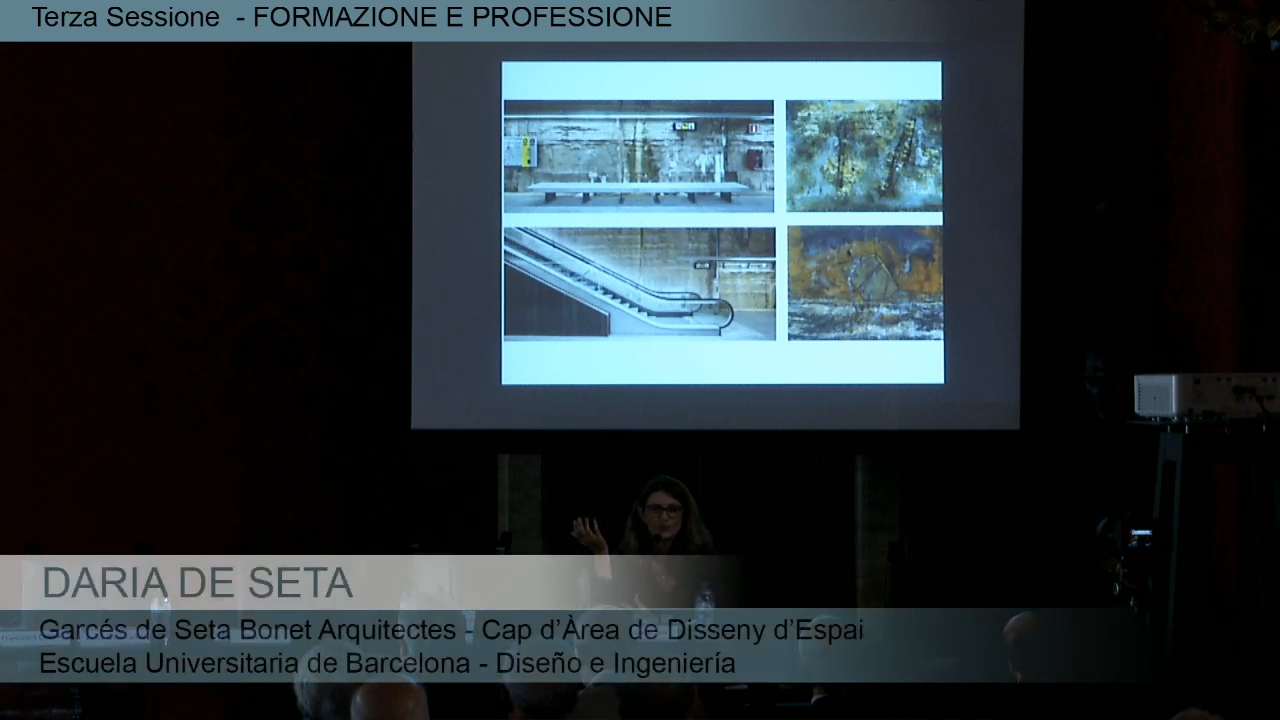 Terza Sessione - FORMAZIONE E PROFESSIONE
DARIA DE SETA
Garcés de Seta Bonet Arquitectes - Cap d'Àrea de Disseny d'Espai
Escuela Universitaria de Barcelona - Diseño e Ingeniería